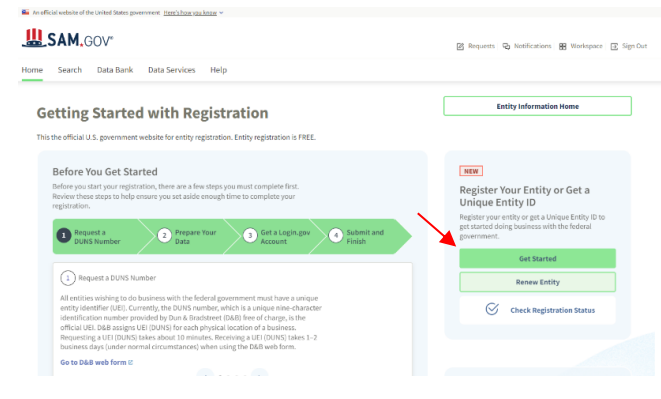 An official website of the United States government Here's how you know
SAM.GOV®
Requests Notifications Workspace Sign Out
Home Search Data Bank Data Services Help
Getting Started with Registration
Entity Information Home
This the official U.S. government website for entity registration. Entity registration is FREE.
Before You Get Started
Before you start your registration, there are a few steps you must complete first.
Review these steps to help ensure you set aside enough time to complete your
registration.
1 Request a
DUNS Number
2 Prepare Your
Data
3 Get a Login.gov
Account
4 Submit and
Finish
1 Request a DUNS Number
All entities wishing to do business with the federal government must have a unique
entity identifier (UEI). Currently, the DUNS number, which is a unique nine-character
identification number provided by Dun & Bradstreet (D&B) free of charge, is the
official UEI. D&B assigns UEI (DUNS) for each physical location of a business.
Requesting a UEI (DUNS) takes about 10 minutes. Receiving a UEI (DUNS) takes 1-2
business days (under normal circumstances) when using the D&B web form.
Go to D&B web form
NEW
Register Your Entity or Get a
Unique Entity ID
Register your entity or get a Unique Entity ID to
get started doing business with the federal
government.
Get Started
Renew Entity
Check Registration Status